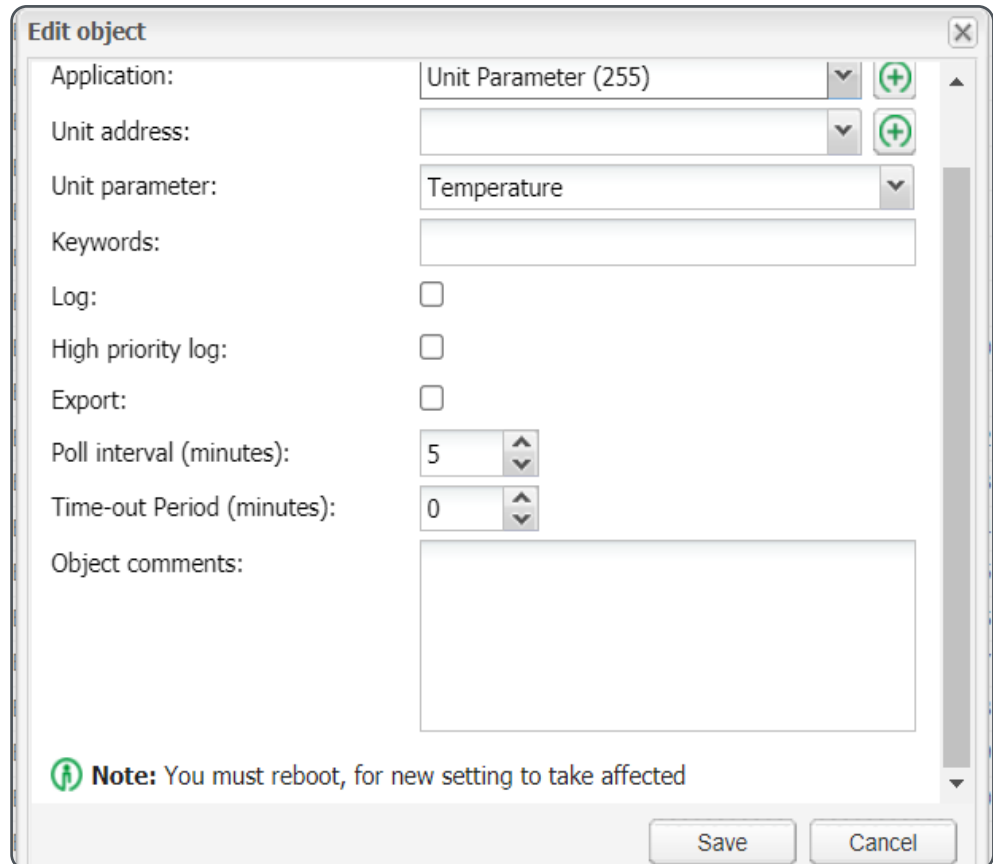 Edit object
Application: Unit Parameter (255)
Unit address:
Unit parameter: Temperature
Keywords:
Log:
High priority log:
Export:
Poll interval (minutes): 5
Time-out Period (minutes): 0
Object comments:
Note: You must reboot, for new setting to take affected
Save Cancel